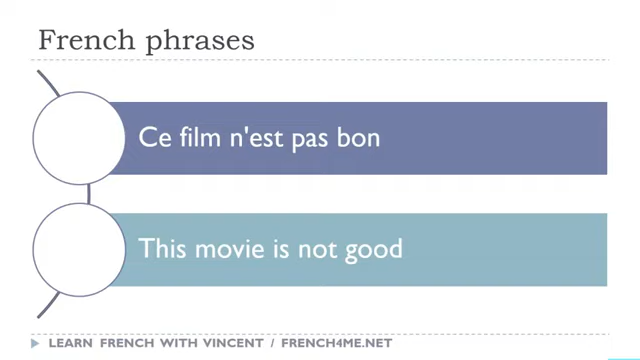 French phrases
Ce film n'est pas bon
This movie is not good
LEARN FRENCH WITH VINCENT / FRENCH4ME.NET